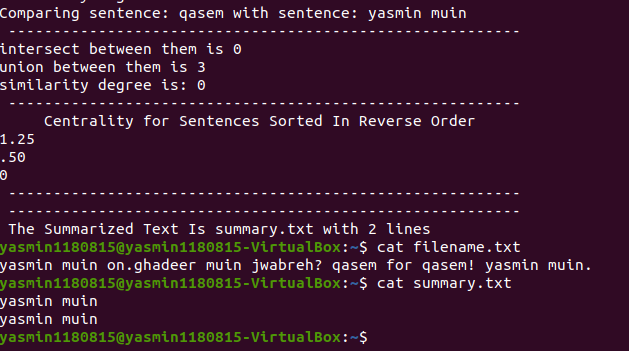 Comparing sentence: qasem with sentence: yasmin muin
---------------------------------------------------------
intersect between them is 0
union between them is 3
similarity degree is: 0
---------------------------------------------------------
Centrality for Sentences Sorted In Reverse Order
1.25
.50
0
---------------------------------------------------------
---------------------------------------------------------
The Summarized Text Is summary.txt with 2 lines
yasmin1180815@yasmin1180815-VirtualBox:~$ cat filename.txt
yasmin muin on.ghadeer muin jwabreh? qasem for qasem! yasmin muin.
yasmin1180815@yasmin1180815-VirtualBox:~$ cat summary.txt
yasmin muin
yasmin muin
yasmin1180815@yasmin1180815-VirtualBox:~$